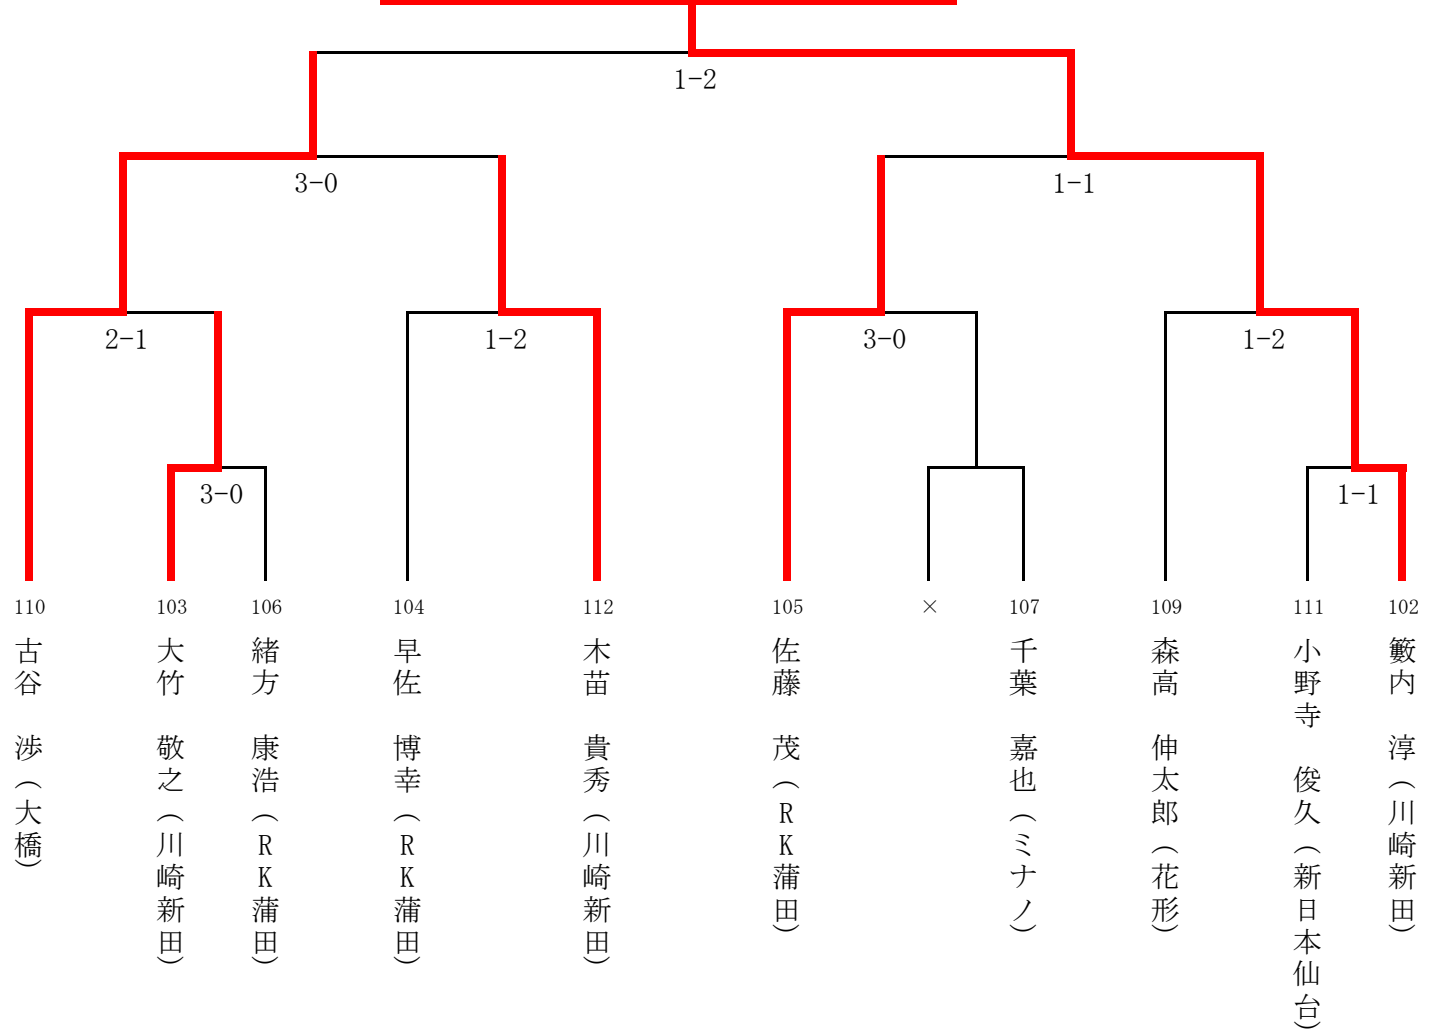 1-2
3-0
1-1
2-1
1-2
3-0
1-2
3-0
1-1
110
103
106
104
112
105
×
107
109
111
102
古谷 渉(大橋)
大竹 敬之(川崎新田)
緒方 康浩(RK蒲田)
早佐 博幸(RK蒲田)
木苗 貴秀(川崎新田)
佐藤 茂(RK蒲田)
千葉 嘉也(ミナノ)
森高 伸太郎(花形)
小野寺 俊久(新日本仙台)
籔内 淳(川崎新田)